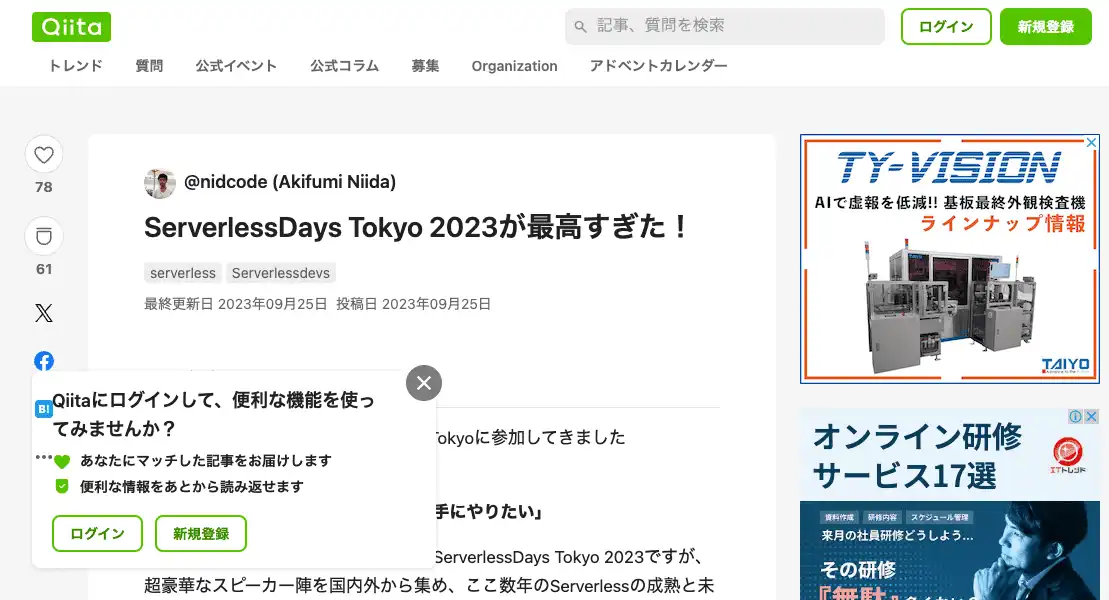 Qiita
記事、質問を検索
ログイン
新規登録
トレンド 質問 公式イベント 公式コラム 募集 Organization アドベントカレンダー
78
61
@nidcode (Akifumi Niida)
ServerlessDays Tokyo 2023が最高すぎた！
serverless Serverlessdevs
最終更新日 2023年09月25日 投稿日 2023年09月25日
Tokyoに参加してきました
手にやりたい」
ServerlessDays Tokyo 2023ですが、
超豪華なスピーカー陣を国内外から集め、ここ数年のServerlessの成熟と未
B!
Qiitaにログインして、便利な機能を使っ
てみませんか？
あなたにマッチした記事をお届けします
便利な情報をあとから読み返せます
ログイン 新規登録
TY-VISION
AIで虚報を低減!! 基板最終外観検査機
ラインナップ情報
TAIYO
オンライン研修
サービス17選
ITトレンド
資料作成 研修内容 スケジュール管理
来月の社員研修どうしよう...
その研修